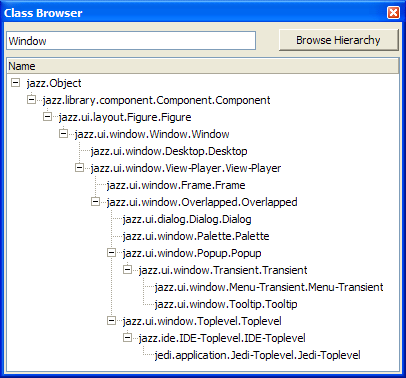 Class Browser
Window
Browse Hierarchy
Name
jazz.Object
jazz.library.component.Component.Component
jazz.ui.layout.Figure.Figure
jazz.ui.window.Window.Window
jazz.ui.window.Desktop.Desktop
jazz.ui.window.View-Player.View-Player
jazz.ui.window.Frame.Frame
jazz.ui.window.Overlapped.Overlapped
jazz.ui.dialog.Dialog.Dialog
jazz.ui.window.Palette.Palette
jazz.ui.window.Popup.Popup
jazz.ui.window.Transient.Transient
jazz.ui.window.Menu-Transient.Menu-Transient
jazz.ui.window.Tooltip.Tooltip
jazz.ui.window.Toplevel.Toplevel
jazz.ide.IDE-Toplevel.IDE-Toplevel
jedi.application.Jedi-Toplevel.Jedi-Toplevel